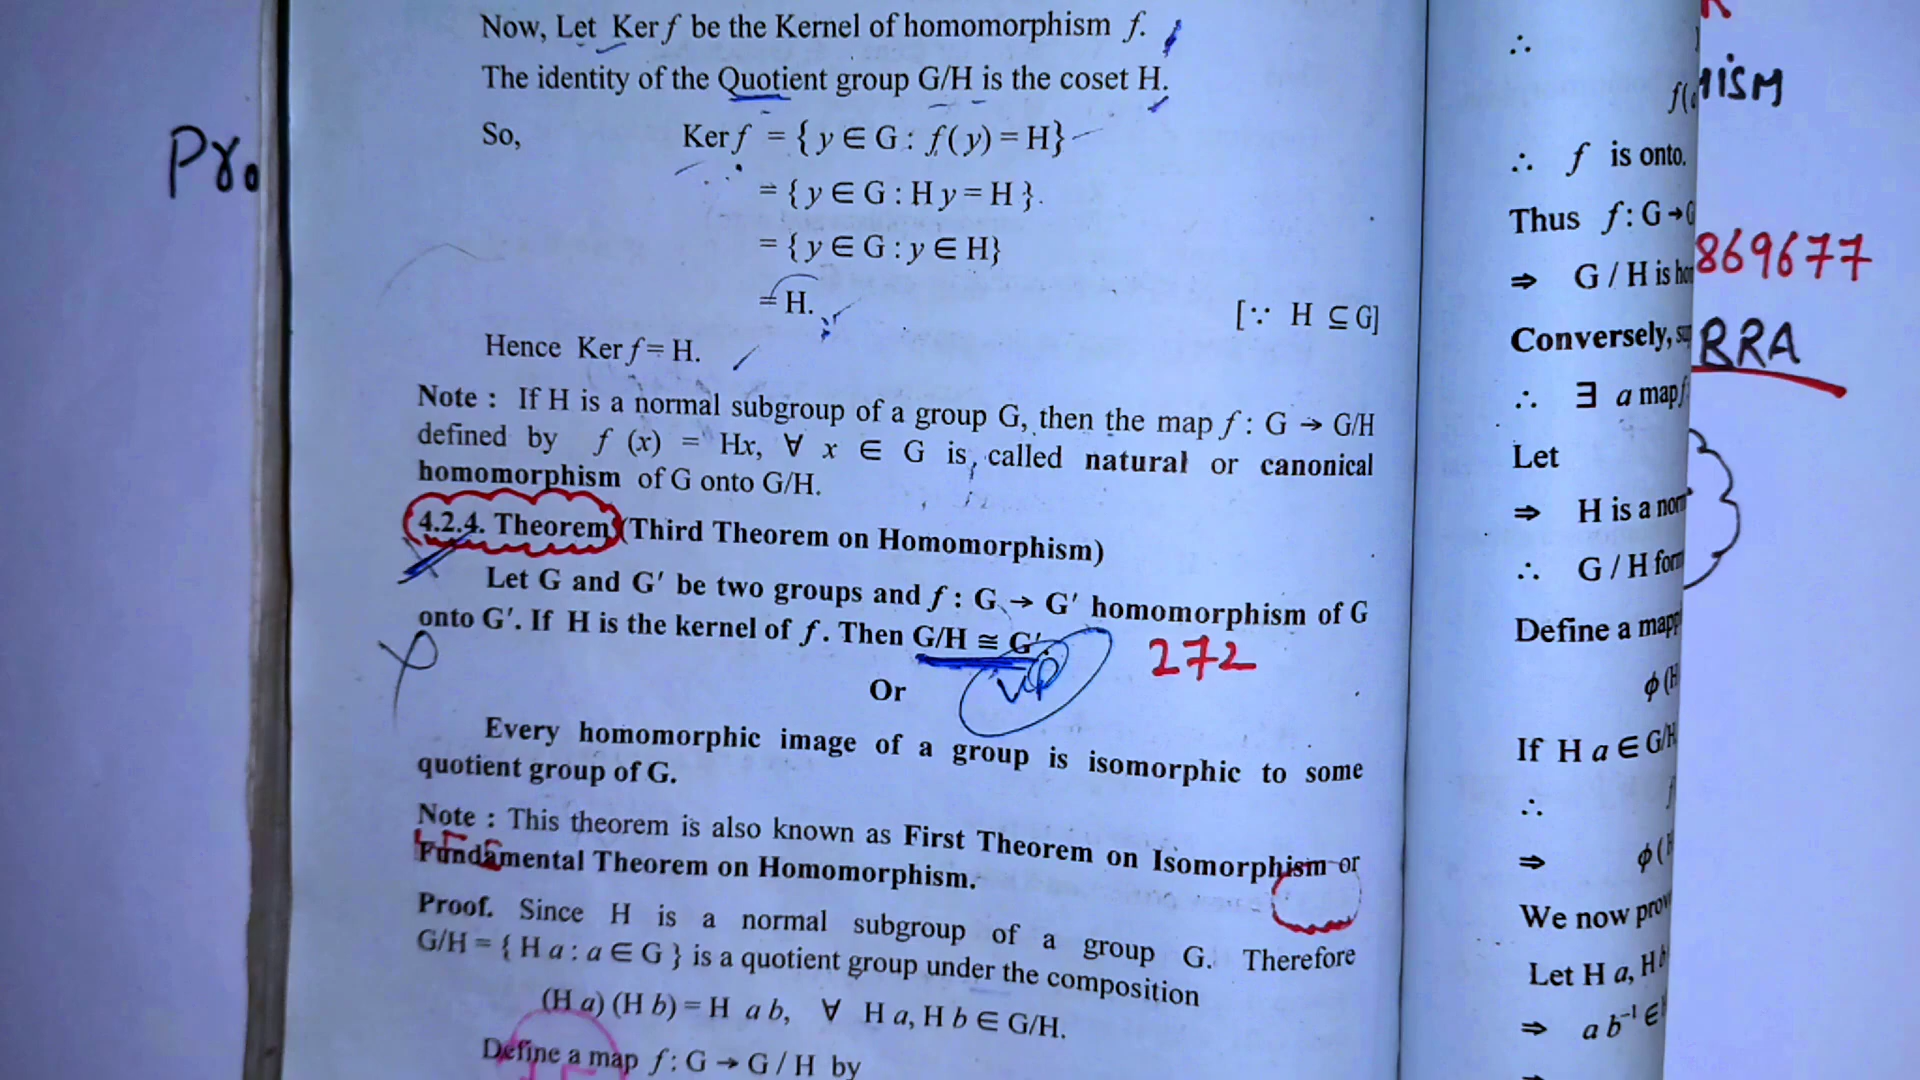 Now, Let Ker f be the Kernel of homomorphism f.
The identity of the Quotient group G/H is the coset H.
So, Ker f = { y ∈ G : f( y) = H}
= { y ∈ G : H y = H }.
= { y ∈ G : y ∈ H}
= H. [∵ H ⊆ G]
Hence Ker f = H.
Note : If H is a normal subgroup of a group G, then the map f : G → G/H
defined by f (x) = Hx, ∀ x ∈ G is called natural or canonical
homomorphism of G onto G/H.
4.2.4. Theorem (Third Theorem on Homomorphism)
Let G and G′ be two groups and f : G → G′ homomorphism of G
onto G′. If H is the kernel of f. Then G/H ≅ G′.
272
Or
Every homomorphic image of a group is isomorphic to some
quotient group of G.
Note : This theorem is also known as First Theorem on Isomorphism or
Fundamental Theorem on Homomorphism.
Proof. Since H is a normal subgroup of a group G. Therefore
G/H = { H a : a ∈ G } is a quotient group under the composition
(H a) (H b) = H a b, ∀ H a, H b ∈ G/H.
Define a map f : G → G / H by
∴
f(
∴ f is onto.
Thus f : G →
⇒ G / H is
Conversely,
∴ ∃ a map
Let
⇒ H is a
∴ G / H
Define a
ϕ (H
If H a ∈ G/H
∴
⇒ ϕ (
We now
Let H a, H b
⇒ a b⁻¹ ∈
869677